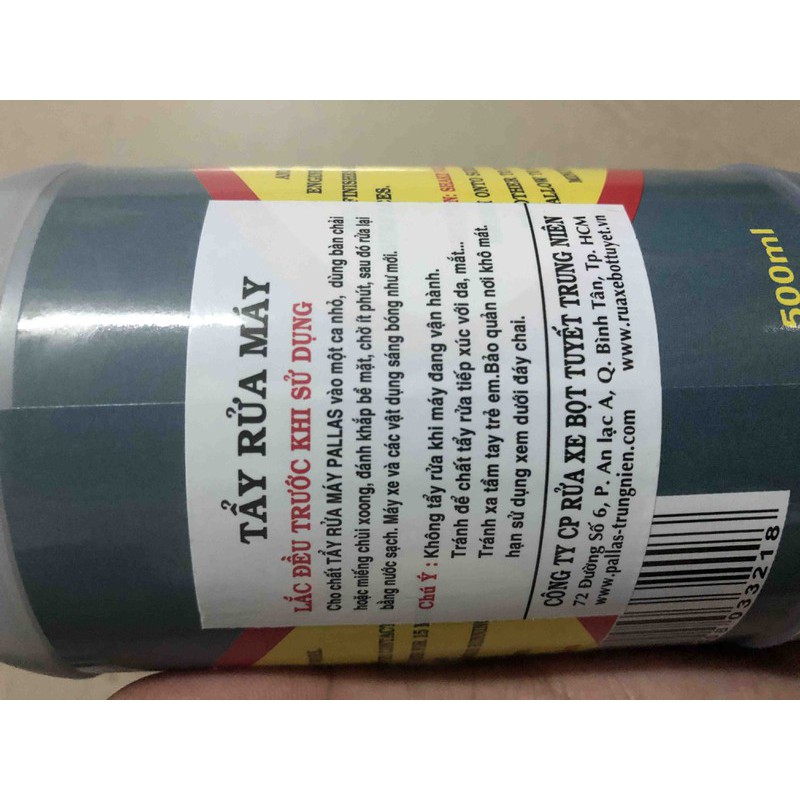 TẨY RỬA MÁY
LẮC ĐỀU TRƯỚC KHI SỬ DỤNG
Cho chất TẨY RỬA MÁY PALLAS vào một ca nhỏ, dùng bàn chải
hoặc miếng chùi xoong, đánh khắp bề mặt, chờ ít phút, sau đó rửa lại
bằng nước sạch. Máy xe và các vật dụng sáng bóng như mới.
Chú Ý : Không tẩy rửa khi máy đang vận hành.
Tránh để chất tẩy rửa tiếp xúc với da, mắt...
Tránh xa tầm tay trẻ em.Bảo quản nơi khô mát.
hạn sử dụng xem dưới đáy chai.
CÔNG TY CP RỬA XE BỌT TUYẾT TRUNG NIÊN
72 Đường Số 6, P. An lạc A, Q. Bình Tân, Tp. HCM
www.pallas-trungnien.com www.ruaxebottuyet.vn
500ml
033218